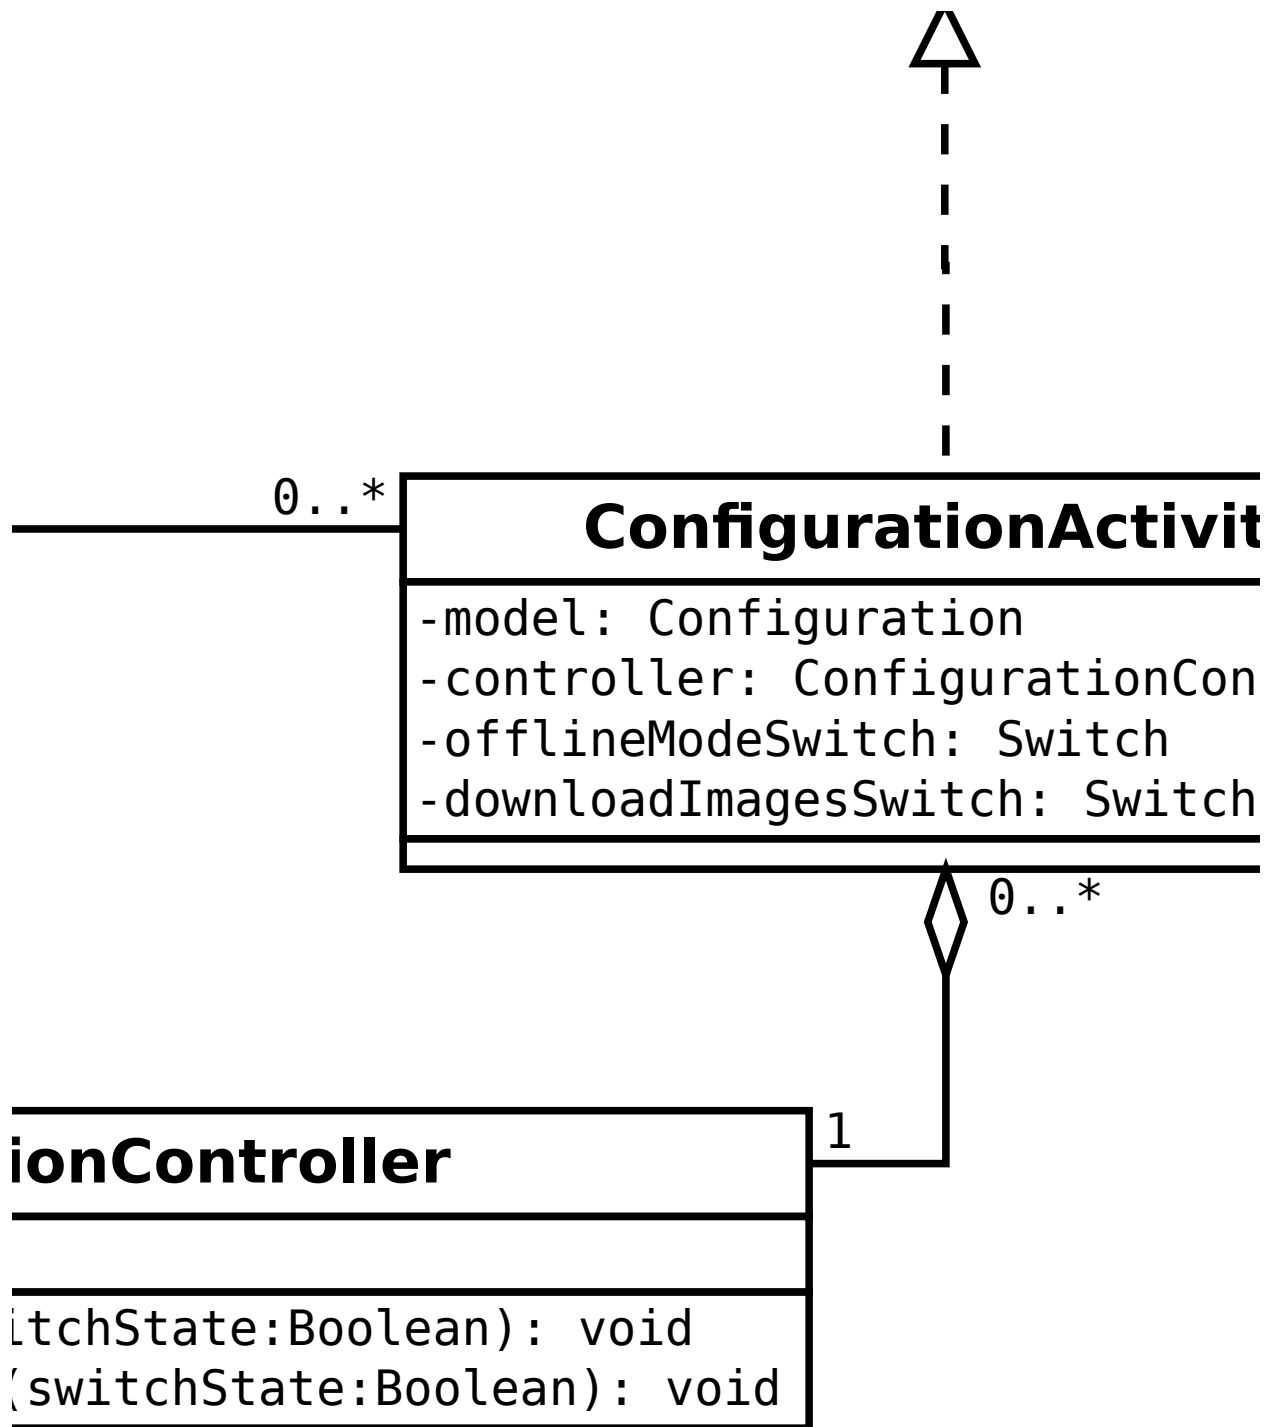 0..*
ConfigurationActivit
-model: Configuration
-controller: ConfigurationCon
-offlineModeSwitch: Switch
-downloadImagesSwitch: Switch
0..*
1
ionController
itchState:Boolean): void
(switchState:Boolean): void